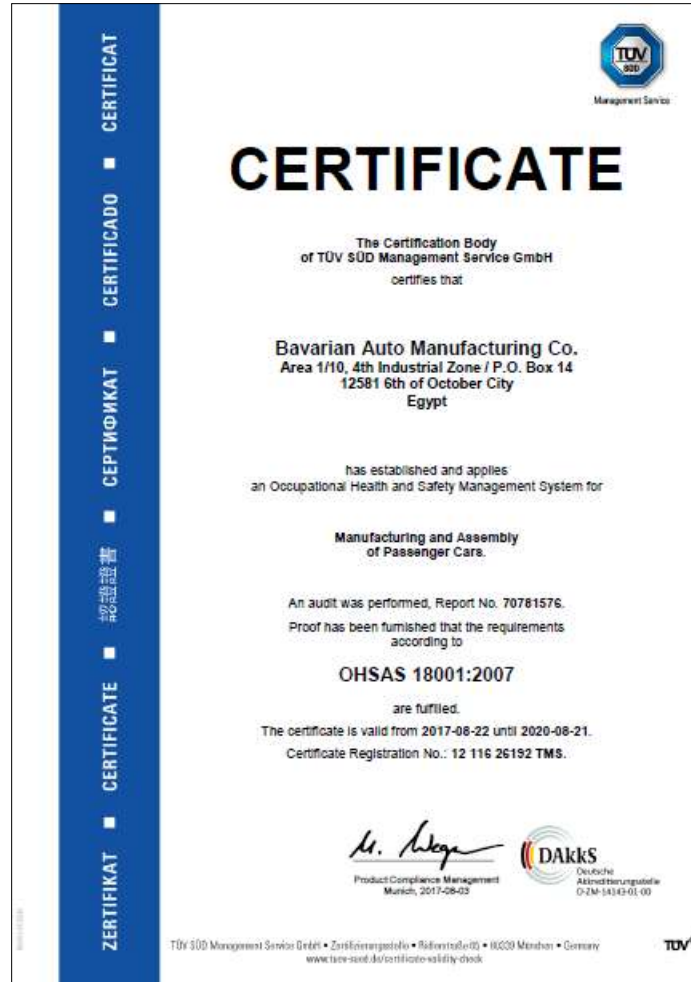 TÜV
SÜD
Management Service
CERTIFICATE
The Certification Body
of TÜV SÜD Management Service GmbH
certifies that
Bavarian Auto Manufacturing Co.
Area 1/10, 4th Industrial Zone / P.O. Box 14
12581 6th of October City
Egypt
has established and applies
an Occupational Health and Safety Management System for
Manufacturing and Assembly
of Passenger Cars.
An audit was performed, Report No. 70781576.
Proof has been furnished that the requirements
according to
OHSAS 18001:2007
are fulfilled.
The certificate is valid from 2017-08-22 until 2020-08-21.
Certificate Registration No.: 12 116 26192 TMS.
Product Compliance Management
Munich, 2017-08-03
DAkkS
Deutsche
Akkreditierungsstelle
D-ZM-14143-01-00
TÜV SÜD Management Service GmbH • Zertifizierungsstelle • Ridlerstraße 65 • 80339 München • Germany
www.tuev-sued.de/certificate-validity-check
TÜV
ZERTIFIKAT ■ CERTIFICATE ■ 認證證書 ■ СЕРТИФИКАТ ■ CERTIFICADO ■ CERTIFICAT